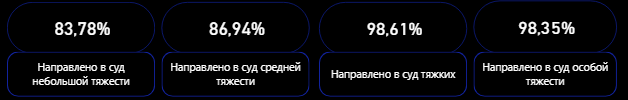 83,78%
86,94%
98,61%
98,35%
Направлено в суд
небольшой тяжести
Направлено в суд средней
тяжести
Направлено в суд тяжких
Направлено в суд особой
тяжести